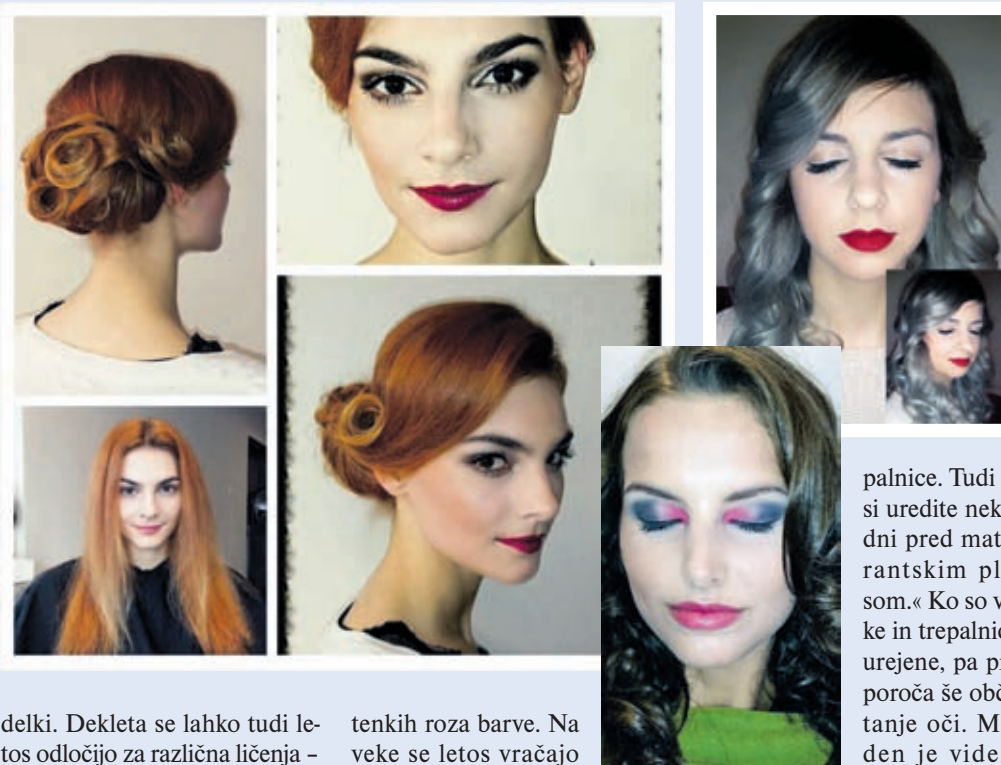 delki. Dekleta se lahko tudi le-
tos odločijo za različna ličenja –
tenkih roza barve. Na
veke se letos vračajo
palnice. Tudi
si uredite nek
dni pred mat
rantskim pl
som.« Ko so v
ke in trepalnic
urejene, pa pr
poroča še obč
tanje oči. M
den je vide